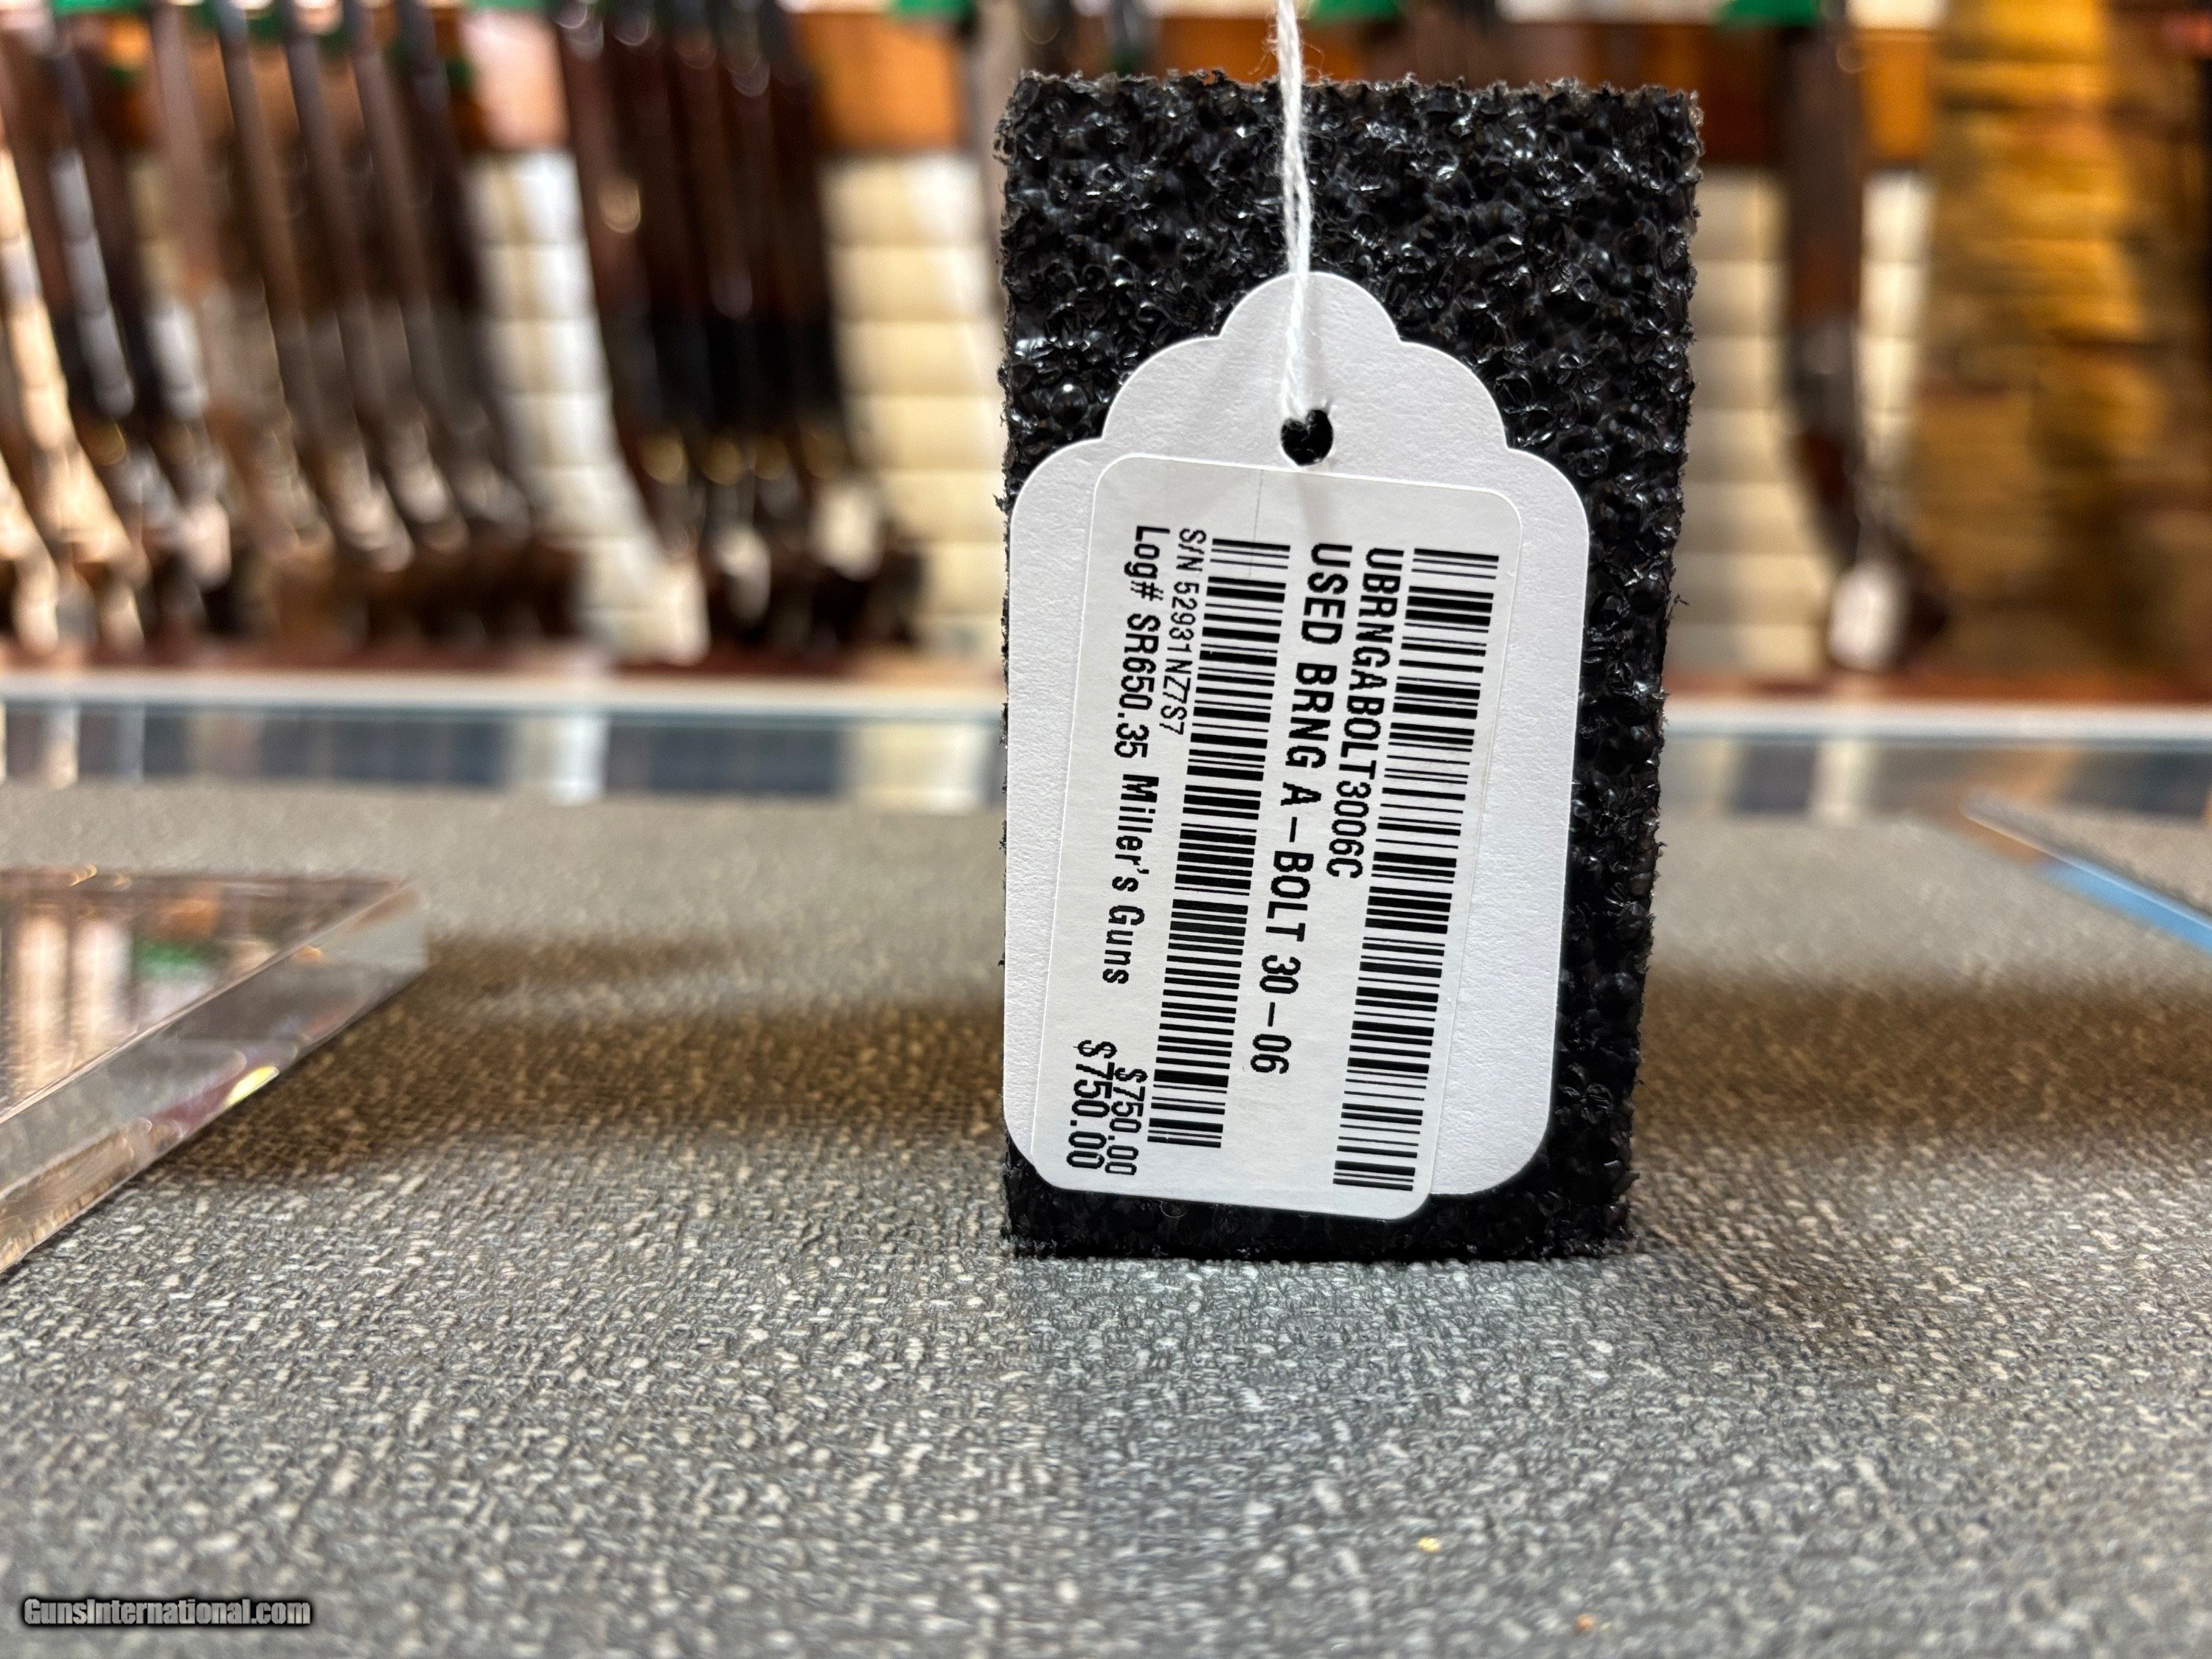 UBRNGABOLT3006C
USED BRNG A-BOLT 30-06
S/N 52931NZ7S7
$750.00
Log# SR650.35 Miller's Guns
$750.00
GunsInternational.com